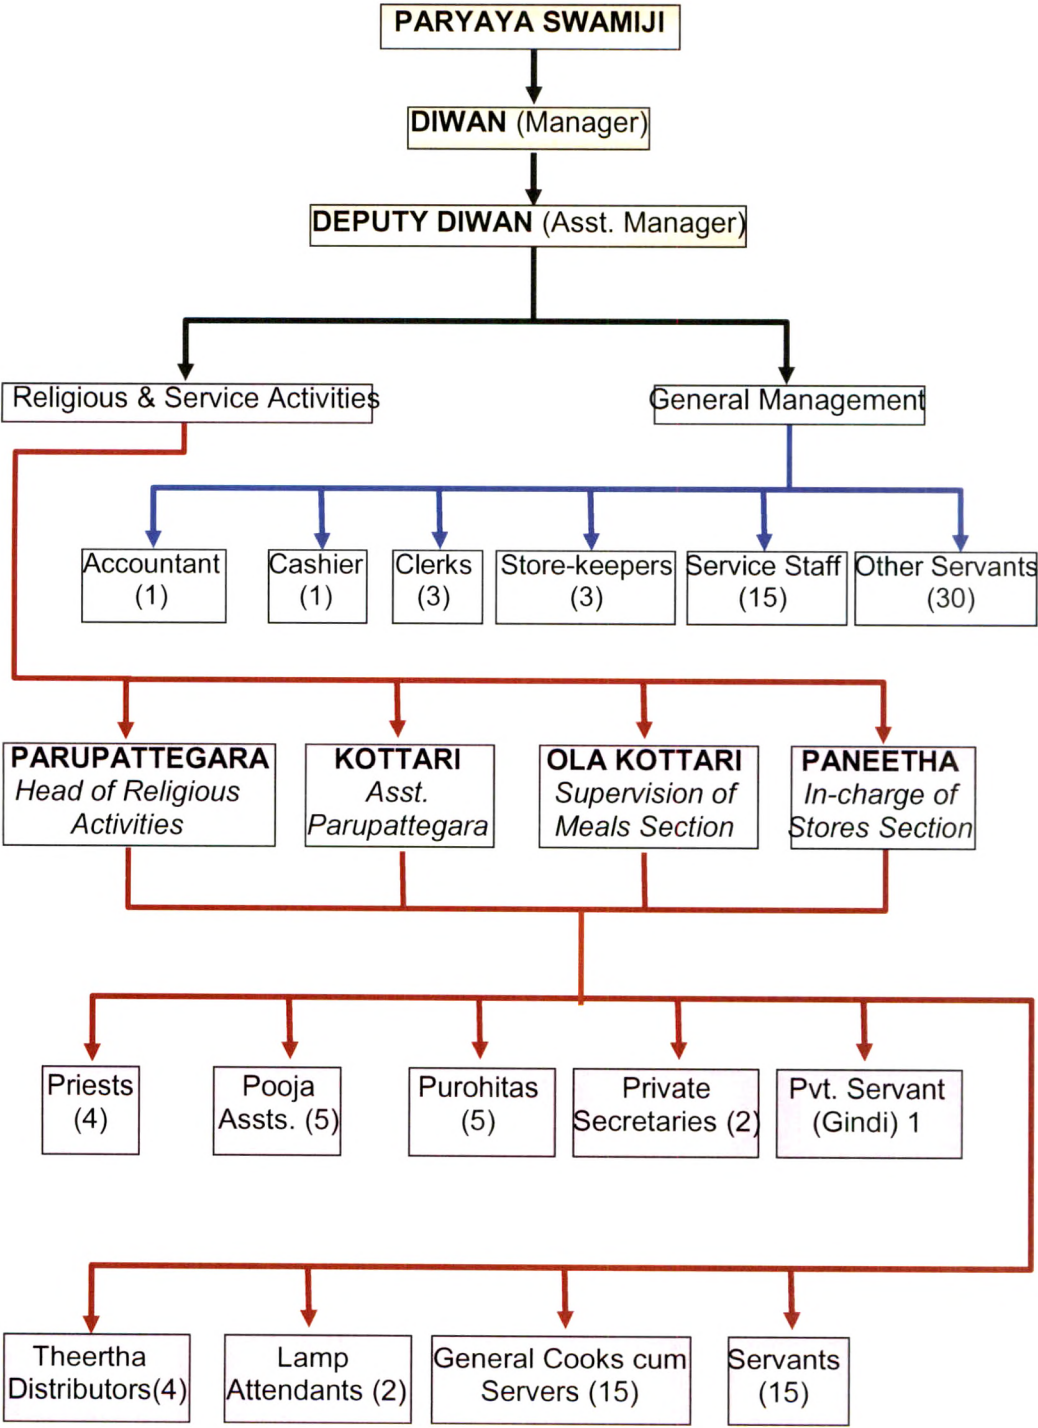 PARYAYA SWAMIJI
DIWAN (Manager)
DEPUTY DIWAN (Asst. Manager)
Religious & Service Activities
General Management
Accountant
(1)
Cashier
(1)
Clerks
(3)
Store-keepers
(3)
Service Staff
(15)
Other Servants
(30)
PARUPATTEGARA
Head of Religious
Activities
KOTTARI
Asst.
Parupattegara
OLA KOTTARI
Supervision of
Meals Section
PANEETHA
In-charge of
Stores Section
Priests
(4)
Pooja
Assts. (5)
Purohitas
(5)
Private
Secretaries (2)
Pvt. Servant
(Gindi) 1
Theertha
Distributors(4)
Lamp
Attendants (2)
General Cooks cum
Servers (15)
Servants
(15)